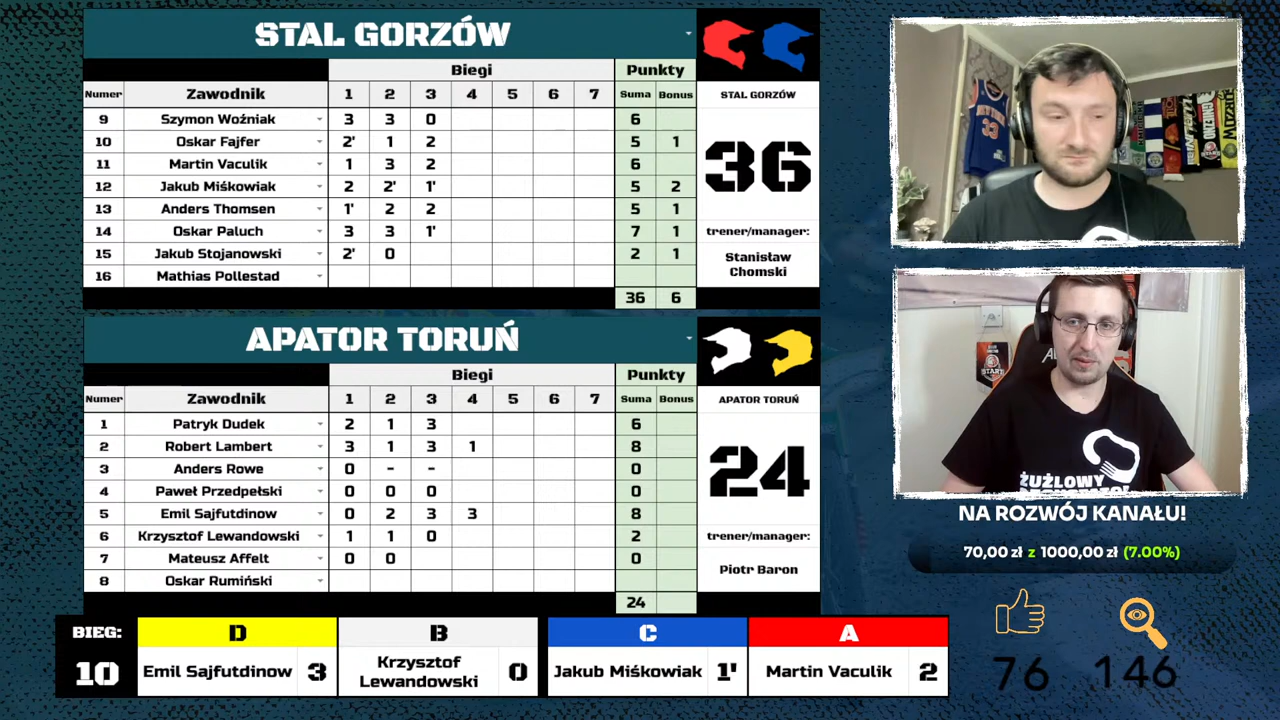 STAL GORZÓW
Biegi Punkty
Numer Zawodnik 1 2 3 4 5 6 7 Suma Bonus
9 Szymon Woźniak 3 3 0 6
10 Oskar Fajfer 2' 1 2 5 1
11 Martin Vaculik 1 3 2 6
12 Jakub Miśkowiak 2 2' 1' 5 2
13 Anders Thomsen 1' 2 2 5 1
14 Oskar Paluch 3 3 1' 7 1
15 Jakub Stojanowski 2' 0 2 1
16 Mathias Pollestad
36 6
STAL GORZÓW
36
trener/manager:
Stanisław
Chomski
APATOR TORUŃ
Biegi Punkty
Numer Zawodnik 1 2 3 4 5 6 7 Suma Bonus
1 Patryk Dudek 2 1 3 6
2 Robert Lambert 3 1 3 1 8
3 Anders Rowe 0 - - 0
4 Paweł Przedpełski 0 0 0 0
5 Emil Sajfutdinow 0 2 3 3 8
6 Krzysztof Lewandowski 1 1 0 2
7 Mateusz Affelt 0 0 0
8 Oskar Rumiński
24
APATOR TORUŃ
24
trener/manager:
Piotr Baron
BIEG: D B C A
10 Emil Sajfutdinow 3 Krzysztof Lewandowski 0 Jakub Miśkowiak 1' Martin Vaculik 2
NEW YORK
33
START
ŻUŻLOWY
NA ROZWÓJ KANAŁU!
70,00 zł z 1000,00 zł (7.00%)
76 146